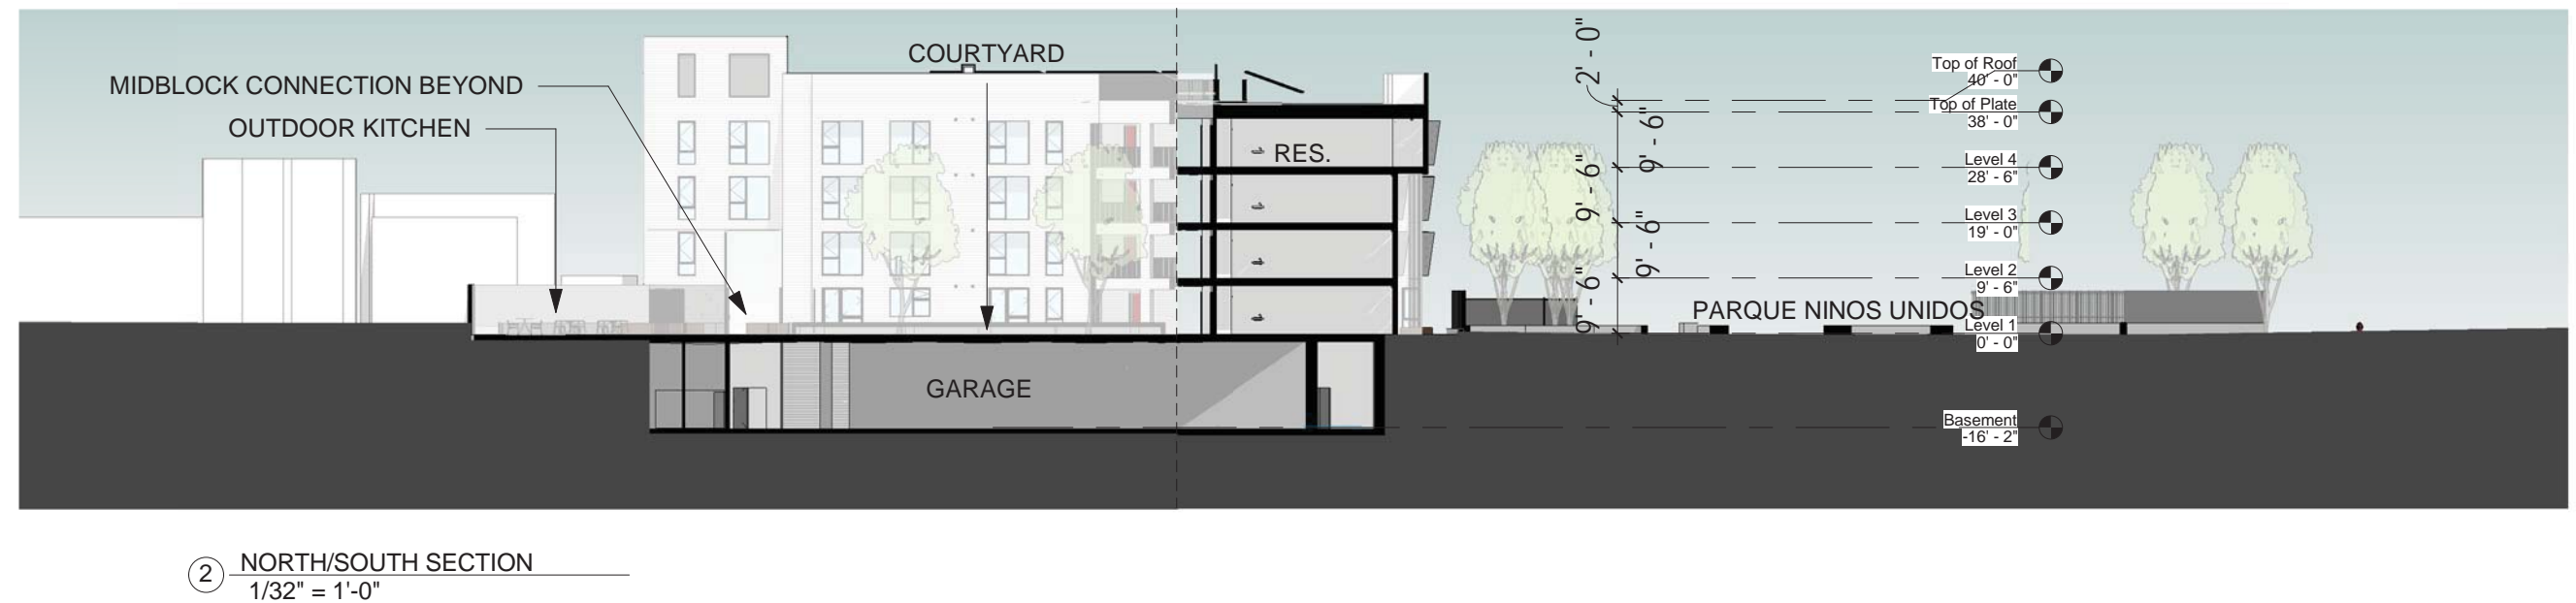 COURTYARD
MIDBLOCK CONNECTION BEYOND
OUTDOOR KITCHEN
RES.
GARAGE
PARQUE NINOS UNIDOS
2' - 0"
9' - 6"
9' - 6"
9' - 6"
9' - 6"
Top of Roof
40' - 0"
Top of Plate
38' - 0"
Level 4
28' - 6"
Level 3
19' - 0"
Level 2
9' - 6"
Level 1
0' - 0"
Basement
-16' - 2"
2
NORTH/SOUTH SECTION
1/32" = 1'-0"